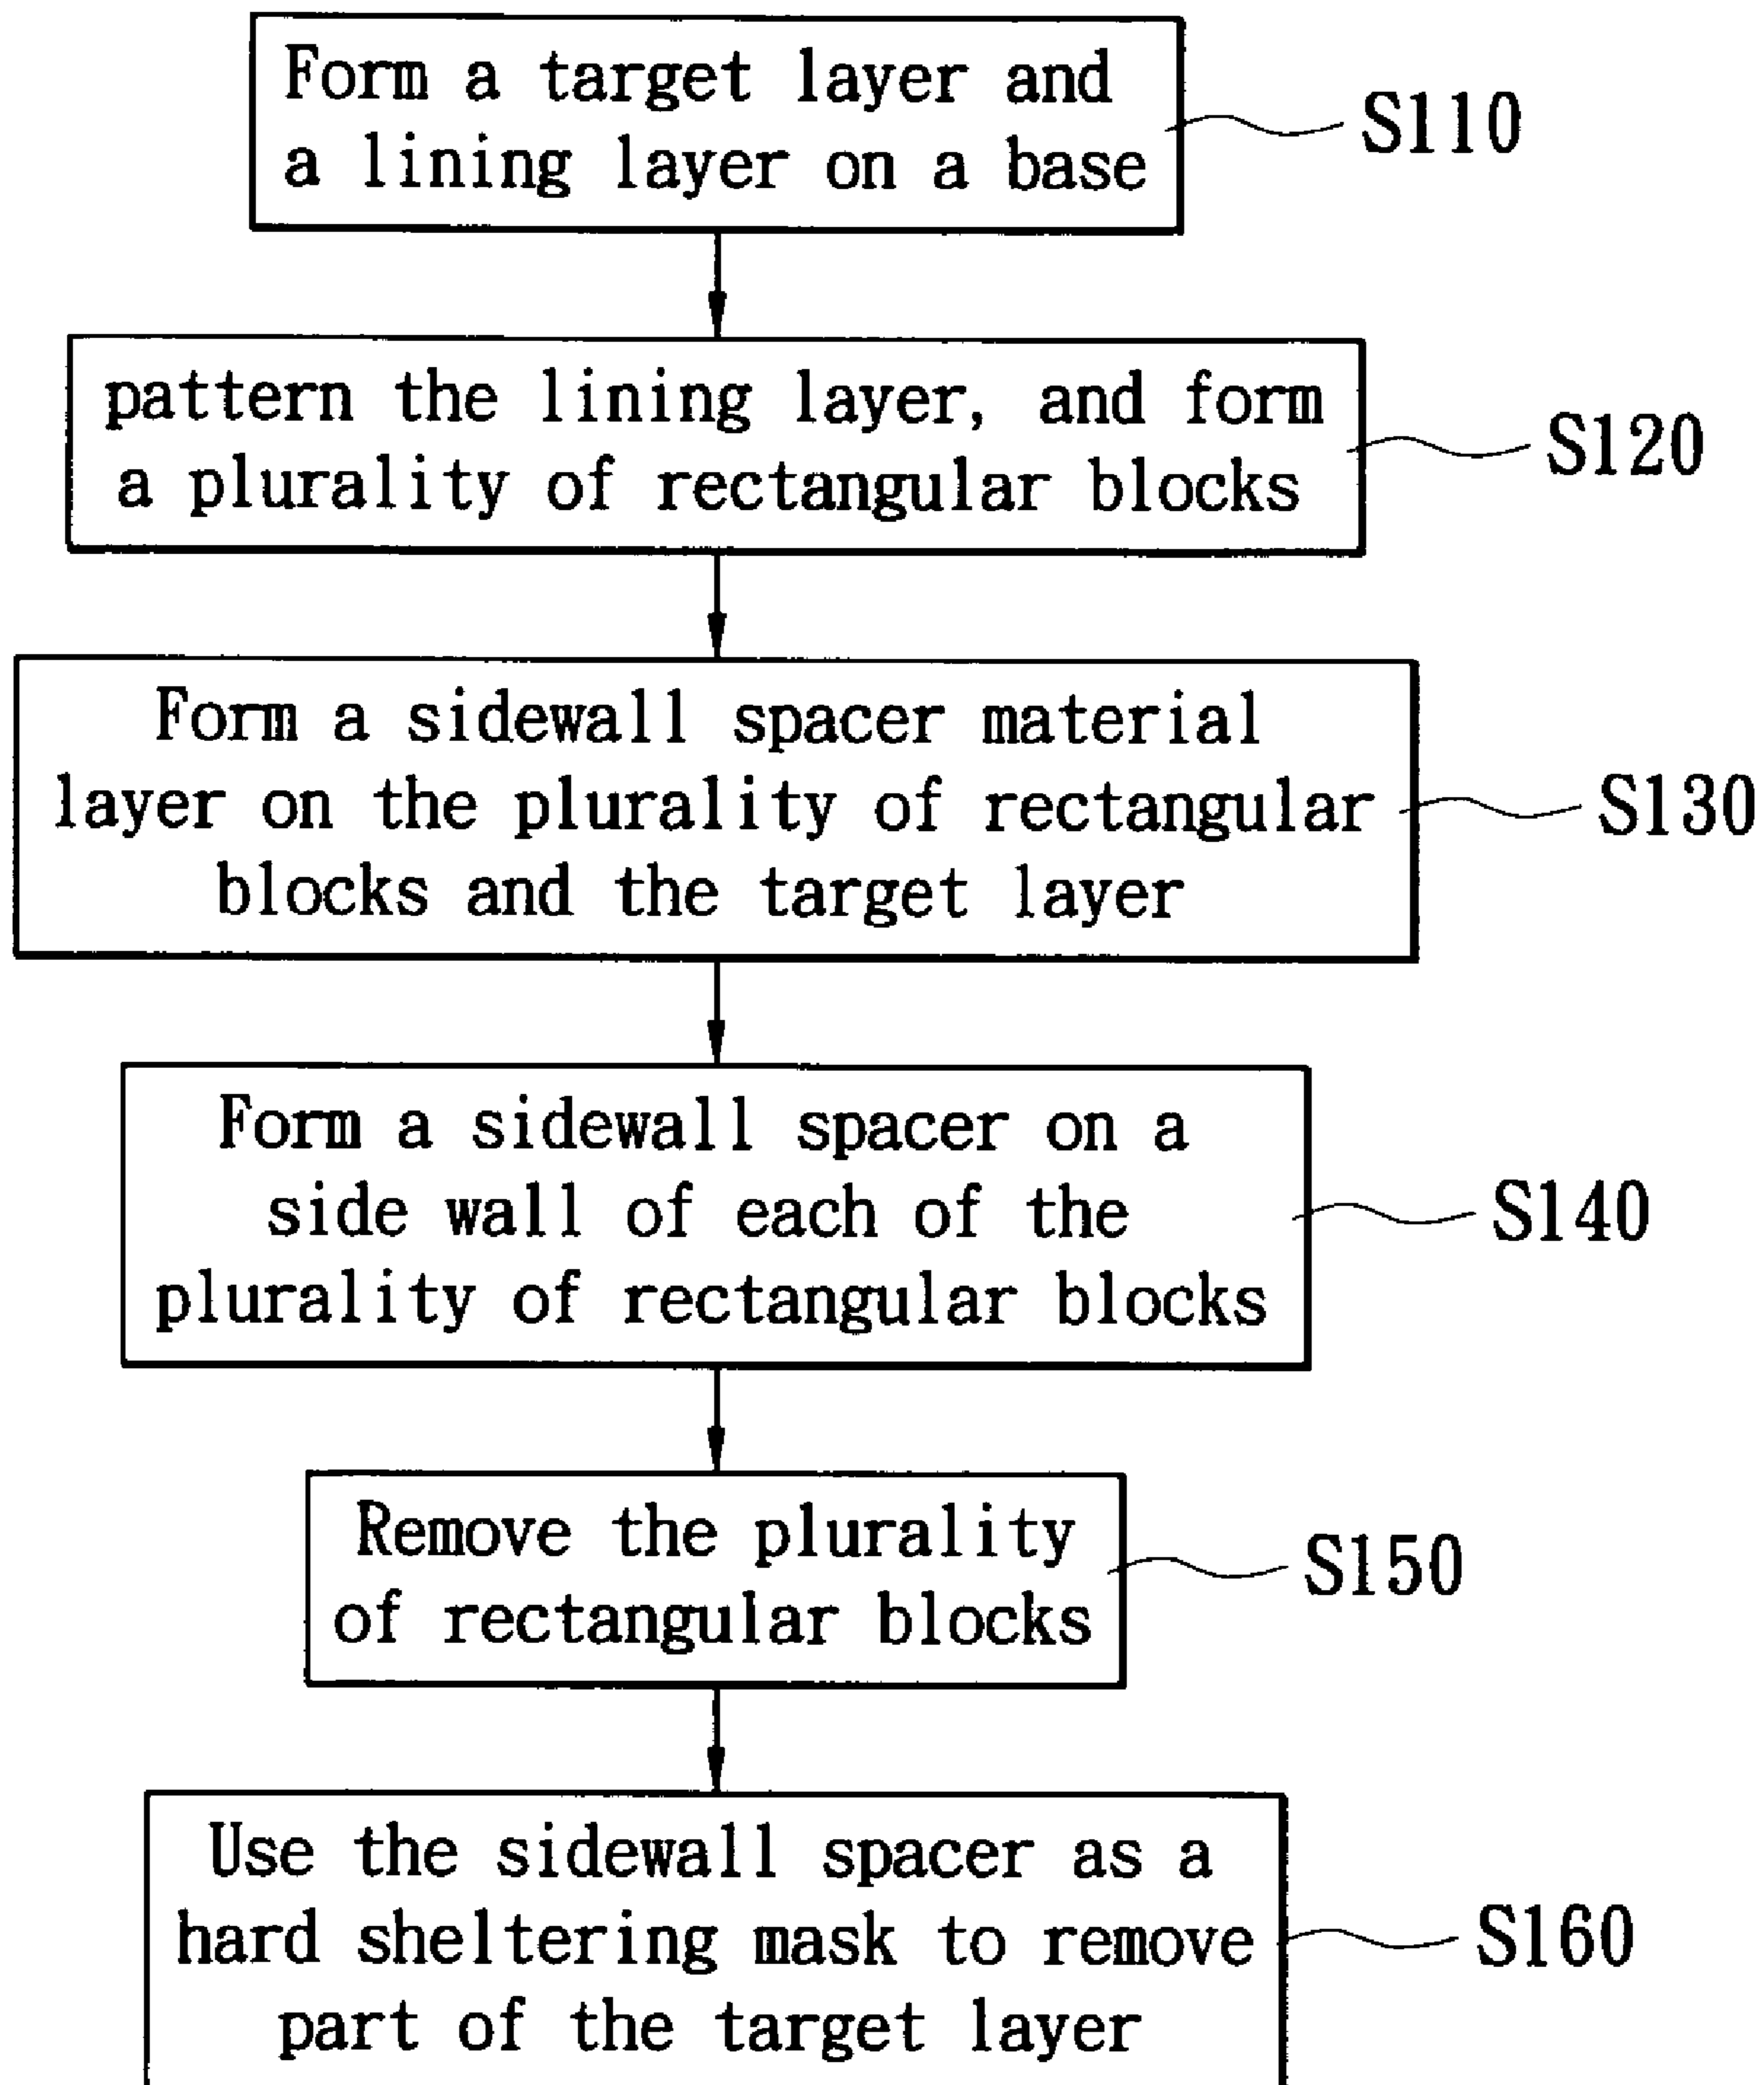 Form a target layer and
a lining layer on a base
S110
pattern the lining layer, and form
a plurality of rectangular blocks
S120
Form a sidewall spacer material
layer on the plurality of rectangular
blocks and the target layer
S130
Form a sidewall spacer on a
side wall of each of the
plurality of rectangular blocks
S140
Remove the plurality
of rectangular blocks
S150
Use the sidewall spacer as a
hard sheltering mask to remove
part of the target layer
S160